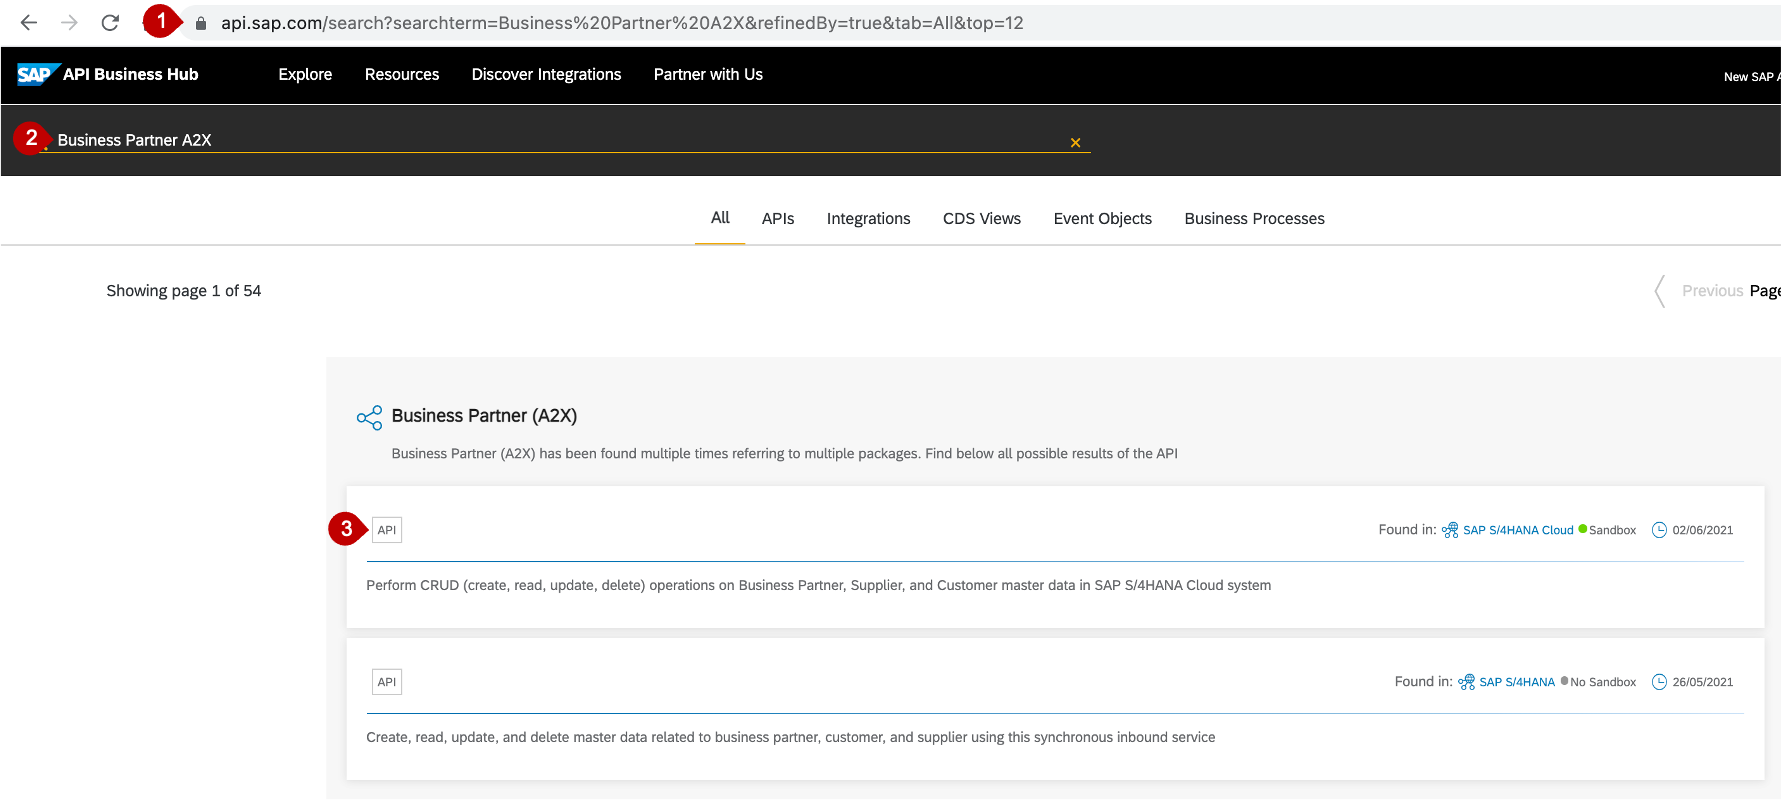 1 api.sap.com/search?searchterm=Business%20Partner%20A2X&refinedBy=true&tab=All&top=12
SAP API Business Hub Explore Resources Discover Integrations Partner with Us New SAP A
2 Business Partner A2X ×
All APIs Integrations CDS Views Event Objects Business Processes
Showing page 1 of 54 Previous Page
Business Partner (A2X)
Business Partner (A2X) has been found multiple times referring to multiple packages. Find below all possible results of the API
3 API Found in: SAP S/4HANA Cloud Sandbox 02/06/2021
Perform CRUD (create, read, update, delete) operations on Business Partner, Supplier, and Customer master data in SAP S/4HANA Cloud system
API Found in: SAP S/4HANA No Sandbox 26/05/2021
Create, read, update, and delete master data related to business partner, customer, and supplier using this synchronous inbound service